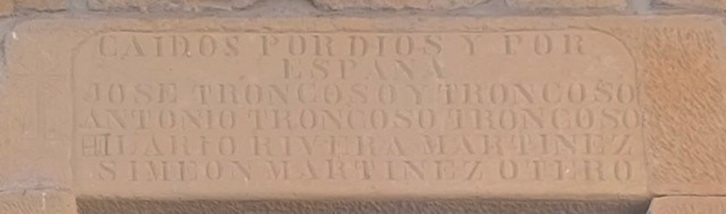 CAIDOS POR DIOS Y POR
ESPAÑA
JOSE TRONCOSO Y TRONCOSO
ANTONIO TRONCOSO TRONCOSO
HILARIO RIVERA MARTINEZ
SIMEON MARTINEZ OTERO